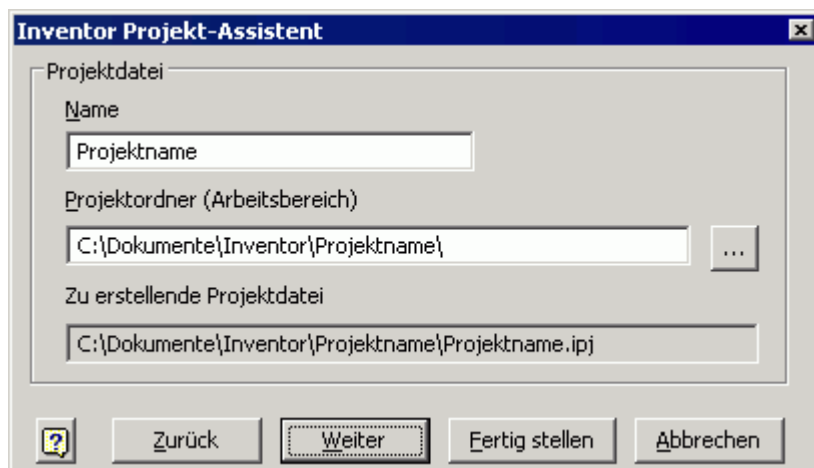 Inventor Projekt-Assistent
Projektdatei
Name
Projektname
Projektordner (Arbeitsbereich)
C:\Dokumente\Inventor\Projektname\
...
Zu erstellende Projektdatei
C:\Dokumente\Inventor\Projektname\Projektname.ipj
? Zurück Weiter Fertig stellen Abbrechen